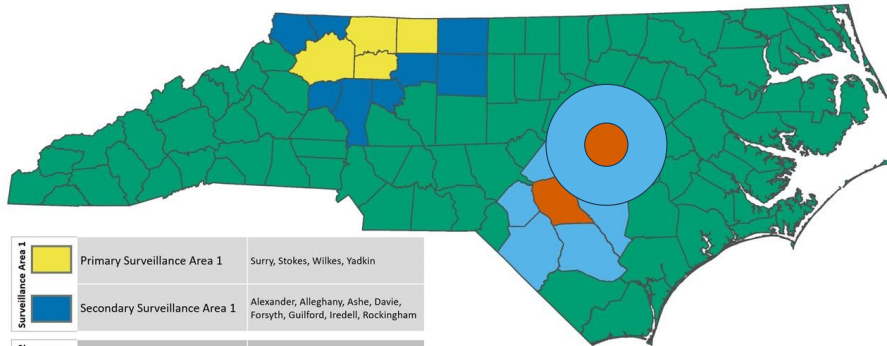 Surveillance Area 1
Primary Surveillance Area 1
Surry, Stokes, Wilkes, Yadkin
Secondary Surveillance Area 1
Alexander, Alleghany, Ashe, Davie,
Forsyth, Guilford, Iredell, Rockingham